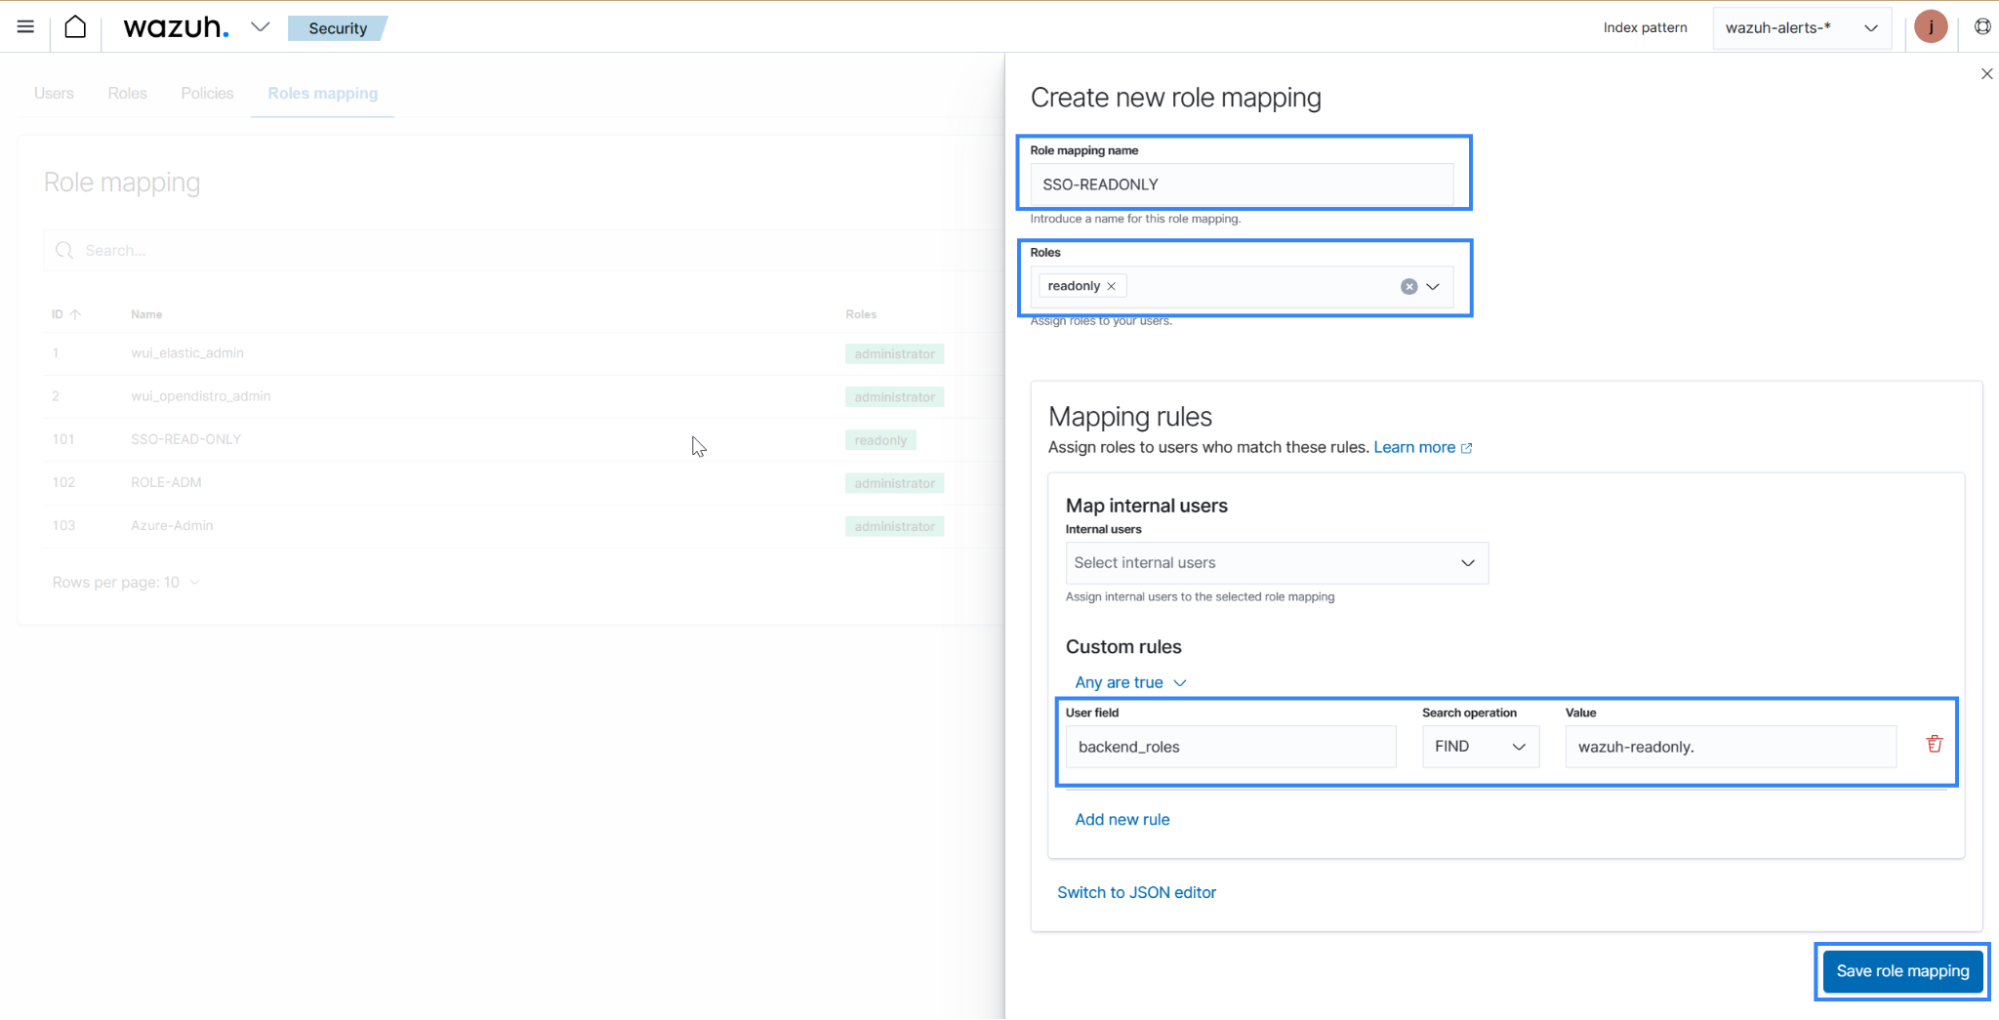 wazuh.
Security
Index pattern
wazuh-alerts-*
j
Users
Roles
Policies
Roles mapping
Role mapping
Search...
ID
Name
Roles
1
wui_elastic_admin
administrator
2
wui_opendistro_admin
administrator
101
SSO-READ-ONLY
readonly
102
ROLE-ADM
administrator
103
Azure-Admin
administrator
Rows per page: 10
Create new role mapping
Role mapping name
SSO-READONLY
Introduce a name for this role mapping.
Roles
readonly
Assign roles to your users.
Mapping rules
Assign roles to users who match these rules. Learn more
Map internal users
Internal users
Select internal users
Assign internal users to the selected role mapping
Custom rules
Any are true
User field
Search operation
Value
backend_roles
FIND
wazuh-readonly.
Add new rule
Switch to JSON editor
Save role mapping